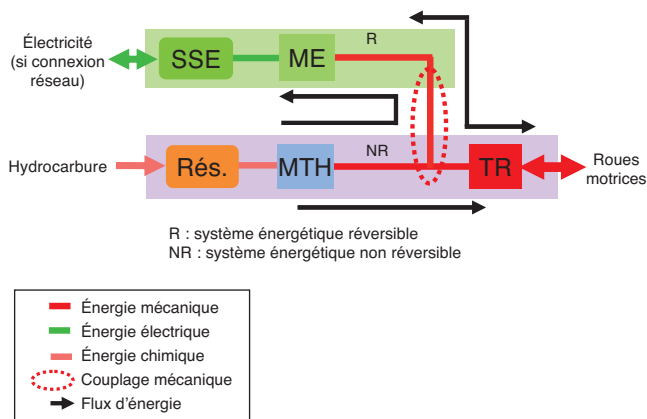 Électricité
(si connexion
réseau)
SSE
ME
R
Hydrocarbure
Rés.
MTH
NR
TR
Roues
motrices
R : système énergétique réversible
NR : système énergétique non réversible
Énergie mécanique
Énergie électrique
Énergie chimique
Couplage mécanique
Flux d'énergie